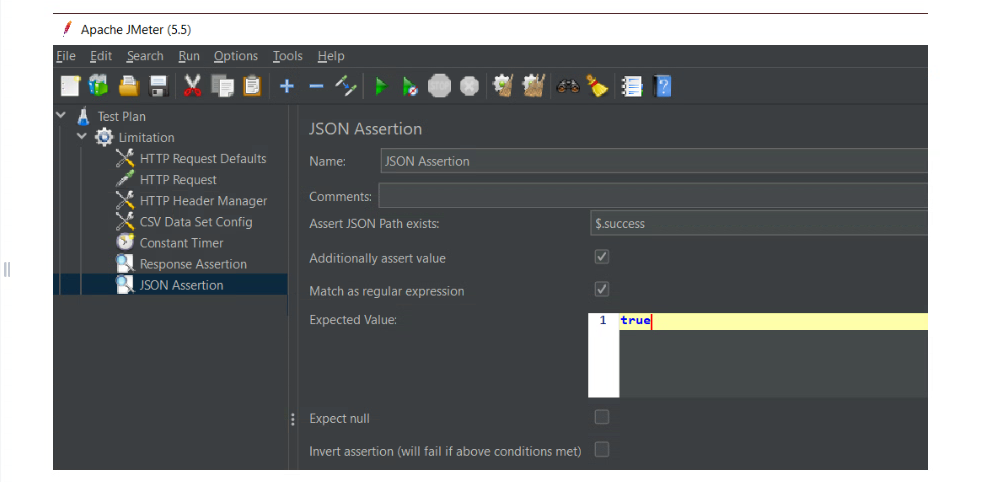 Apache JMeter (5.5)
File Edit Search Run Options Tools Help
Test Plan
Limitation
HTTP Request Defaults
HTTP Request
HTTP Header Manager
CSV Data Set Config
Constant Timer
Response Assertion
JSON Assertion
JSON Assertion
Name: JSON Assertion
Comments:
Assert JSON Path exists: $.success
Additionally assert value
Match as regular expression
Expected Value: 1 true
Expect null
Invert assertion (will fail if above conditions met)